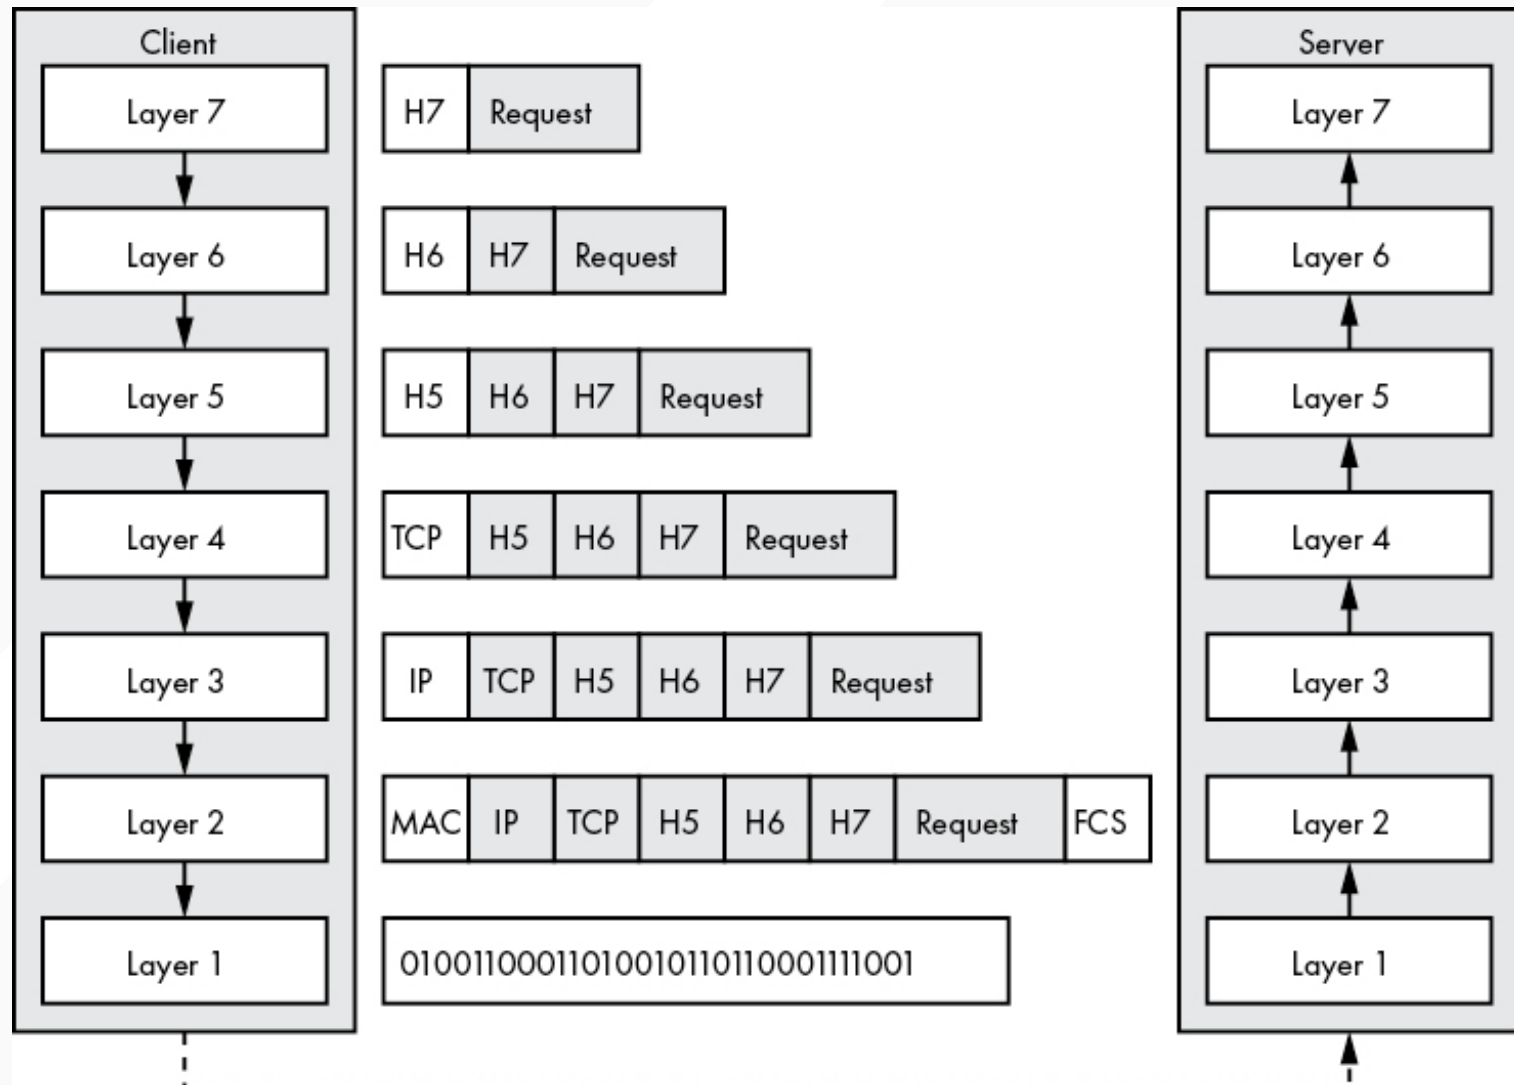 Client
Server
Layer 7
H7 Request
Layer 7
Layer 6
H6 H7 Request
Layer 6
Layer 5
H5 H6 H7 Request
Layer 5
Layer 4
TCP H5 H6 H7 Request
Layer 4
Layer 3
IP TCP H5 H6 H7 Request
Layer 3
Layer 2
MAC IP TCP H5 H6 H7 Request FCS
Layer 2
Layer 1
01001100011010010110110001111001
Layer 1